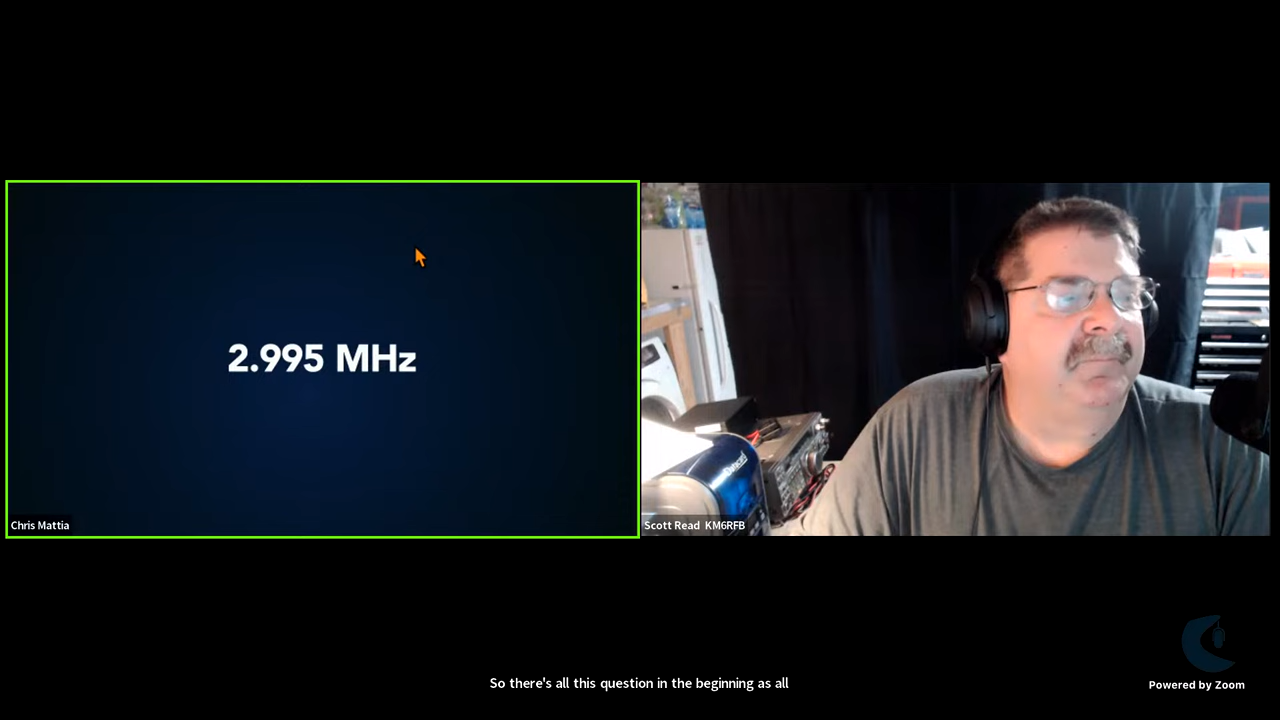 2.995 MHz
Chris Mattia
Scott Read KM6RFB
So there's all this question in the beginning as all
Powered by Zoom